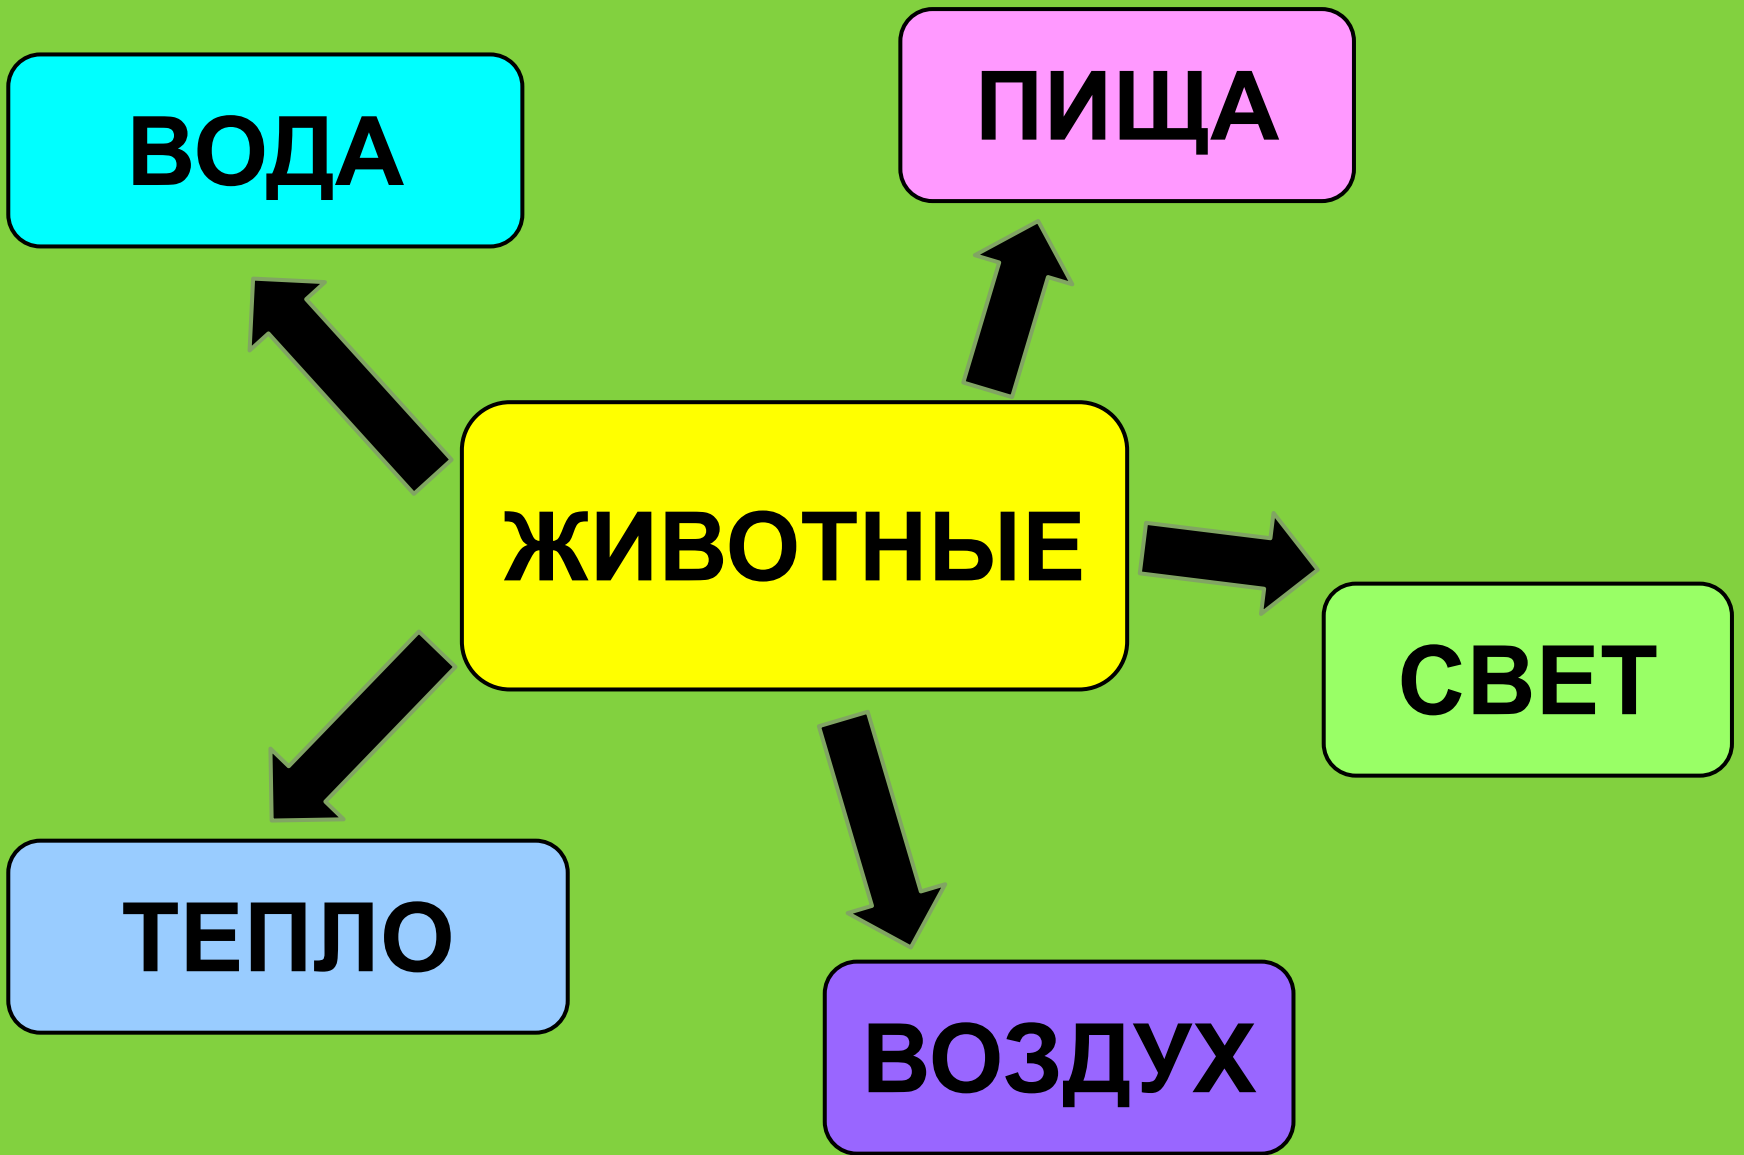 ПИЩА
ВОДА
ЖИВОТНЫЕ
СВЕТ
ТЕПЛО
ВОЗДУХ